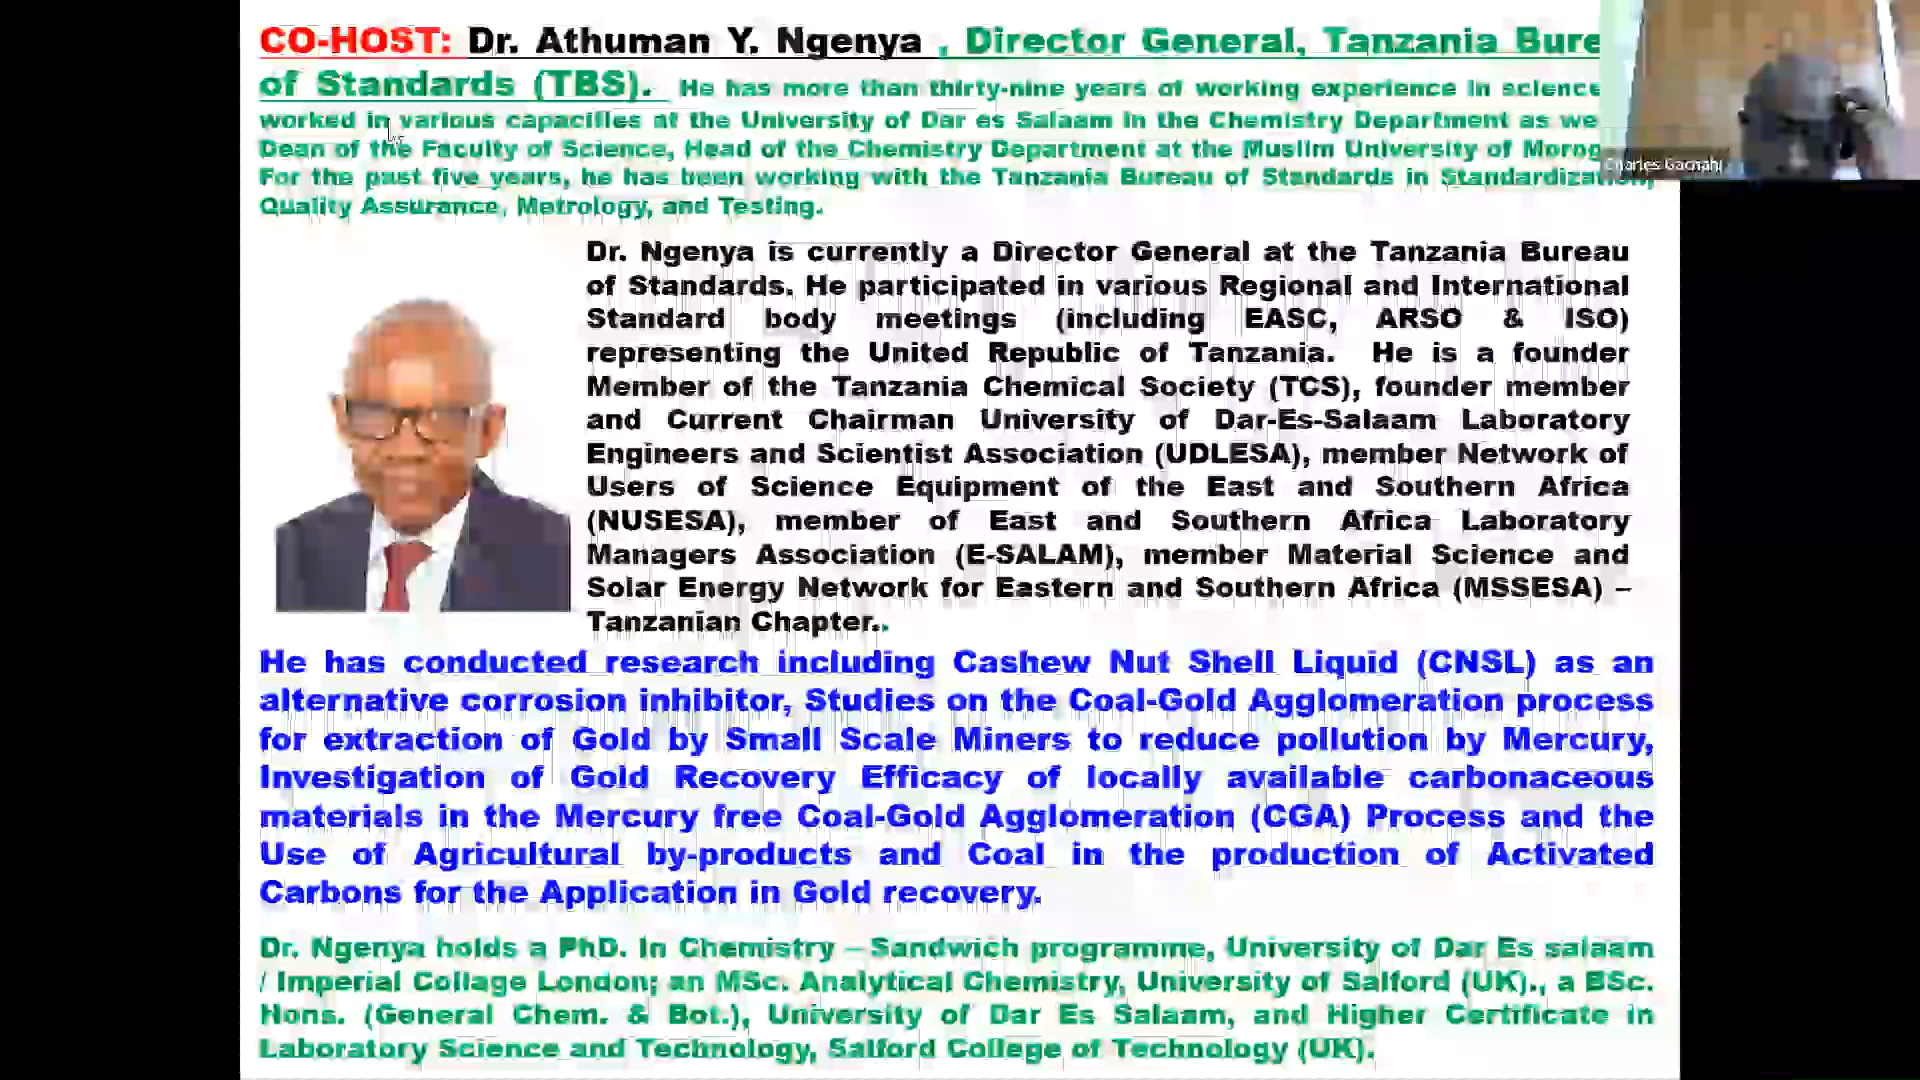 CO-HOST: Dr. Athuman Y. Ngenya , Director General, Tanzania Bure
of Standards (TBS). He has more than thirty-nine years of working experience in science
worked in various capacities at the University of Dar es Salaam in the Chemistry Department as we
Dean of the Faculty of Science, Head of the Chemistry Department at the Muslim University of Morog
For the past five years, he has been working with the Tanzania Bureau of Standards in Standardization,
Quality Assurance, Metrology, and Testing.
Charles Gachahi
Dr. Ngenya is currently a Director General at the Tanzania Bureau
of Standards. He participated in various Regional and International
Standard body meetings (including EASC, ARSO & ISO)
representing the United Republic of Tanzania. He is a founder
Member of the Tanzania Chemical Society (TCS), founder member
and Current Chairman University of Dar-Es-Salaam Laboratory
Engineers and Scientist Association (UDLESA), member Network of
Users of Science Equipment of the East and Southern Africa
(NUSESA), member of East and Southern Africa Laboratory
Managers Association (E-SALAM), member Material Science and
Solar Energy Network for Eastern and Southern Africa (MSSESA) –
Tanzanian Chapter..
He has conducted research including Cashew Nut Shell Liquid (CNSL) as an
alternative corrosion inhibitor, Studies on the Coal-Gold Agglomeration process
for extraction of Gold by Small Scale Miners to reduce pollution by Mercury,
Investigation of Gold Recovery Efficacy of locally available carbonaceous
materials in the Mercury free Coal-Gold Agglomeration (CGA) Process and the
Use of Agricultural by-products and Coal in the production of Activated
Carbons for the Application in Gold recovery.
Dr. Ngenya holds a PhD. In Chemistry – Sandwich programme, University of Dar Es salaam
/ Imperial Collage London; an MSc. Analytical Chemistry, University of Salford (UK)., a BSc.
Hons. (General Chem. & Bot.), University of Dar Es Salaam, and Higher Certificate in
Laboratory Science and Technology, Salford College of Technology (UK).